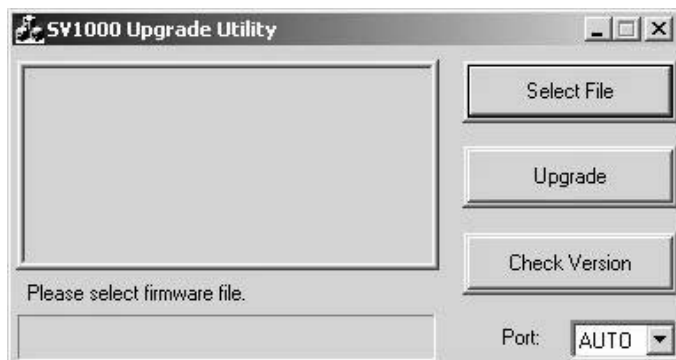 SV1000 Upgrade Utility
Select File
Upgrade
Check Version
Please select firmware file.
Port: AUTO